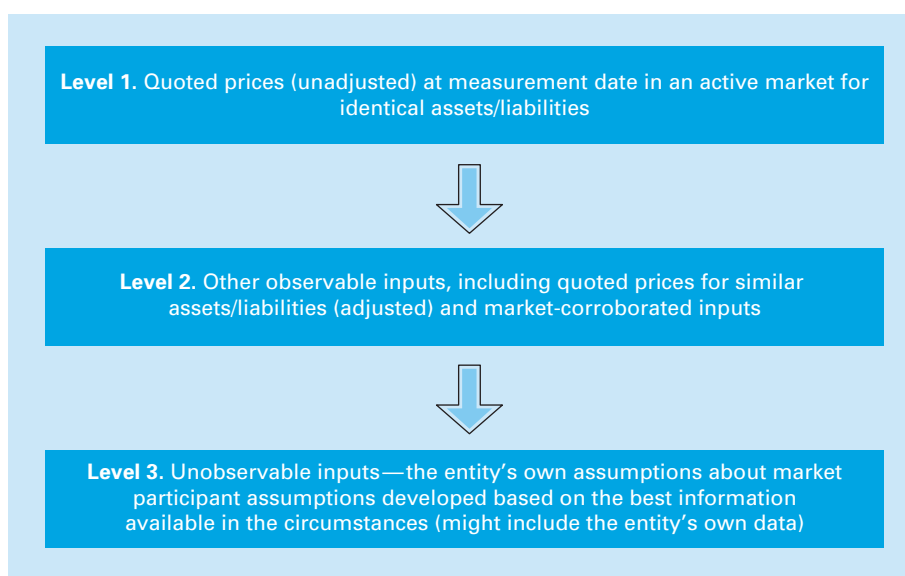 Level 1. Quoted prices (unadjusted) at measurement date in an active market for
identical assets/liabilities
Level 2. Other observable inputs, including quoted prices for similar
assets/liabilities (adjusted) and market-corroborated inputs
Level 3. Unobservable inputs—the entity’s own assumptions about market
participant assumptions developed based on the best information
available in the circumstances (might include the entity’s own data)